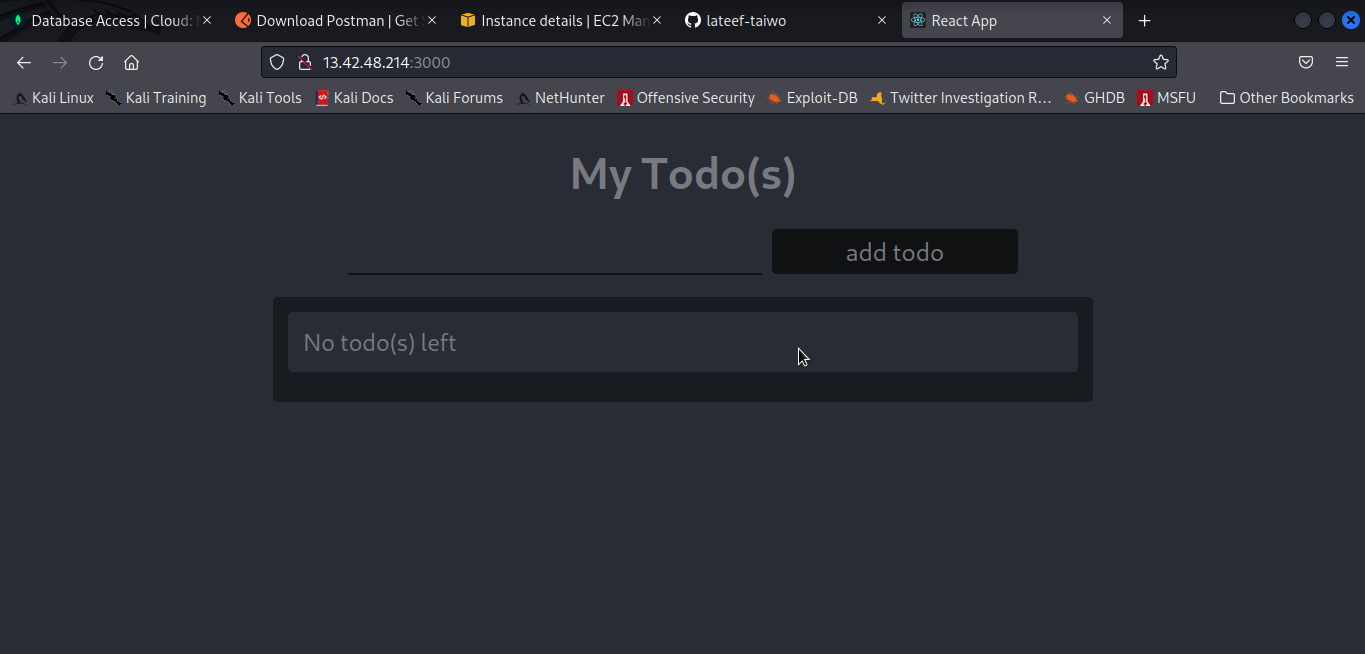 Database Access | Cloud:
Download Postman | Get
Instance details | EC2 Man
lateef-taiwo
React App
13.42.48.214:3000
Kali Linux
Kali Training
Kali Tools
Kali Docs
Kali Forums
NetHunter
Offensive Security
Exploit-DB
Twitter Investigation R…
GHDB
MSFU
Other Bookmarks
My Todo(s)
add todo
No todo(s) left